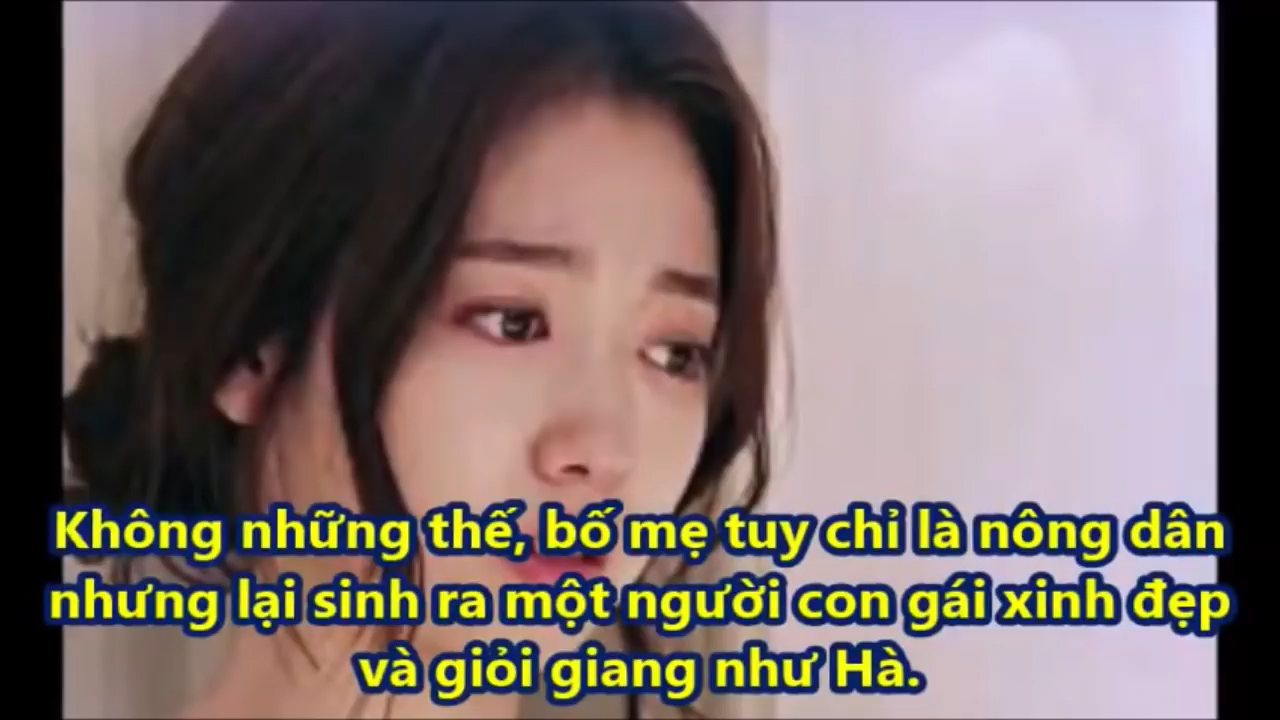 Không những thế, bố mẹ tuy chỉ là nông dân
nhưng lại sinh ra một người con gái xinh đẹp
và giỏi giang như Hà.